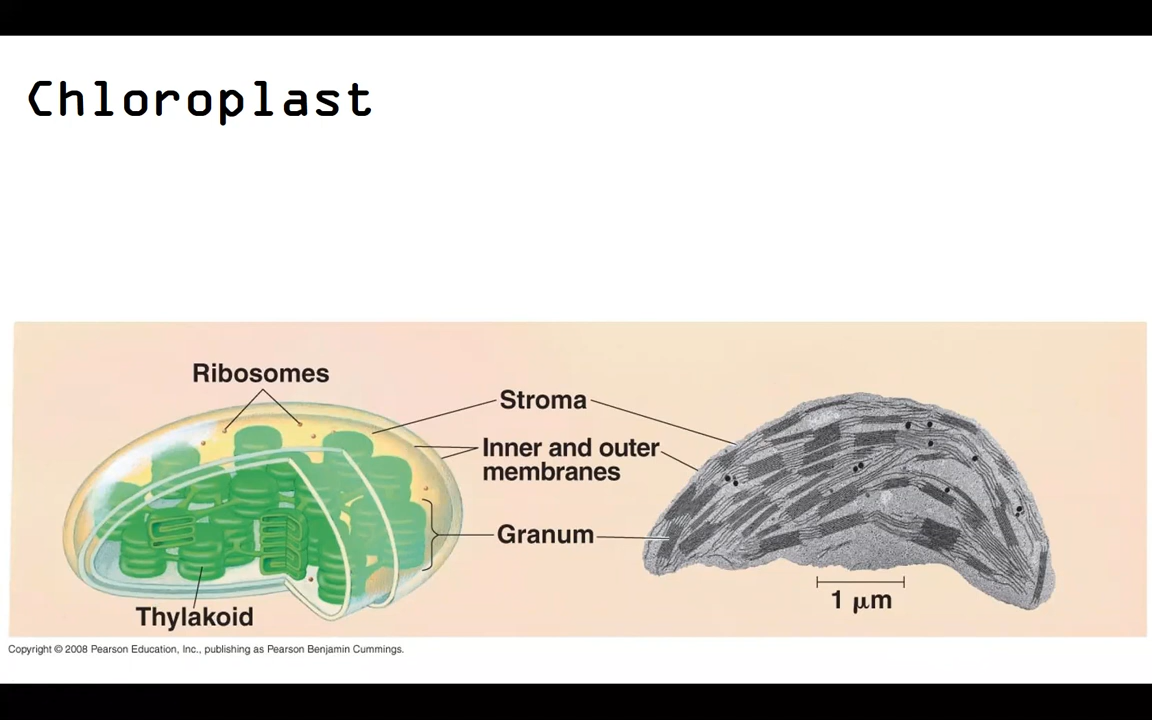 Chloroplast
Ribosomes
Stroma
Inner and outer
membranes
Granum
Thylakoid
1 μm
Copyright © 2008 Pearson Education, Inc., publishing as Pearson Benjamin Cummings.